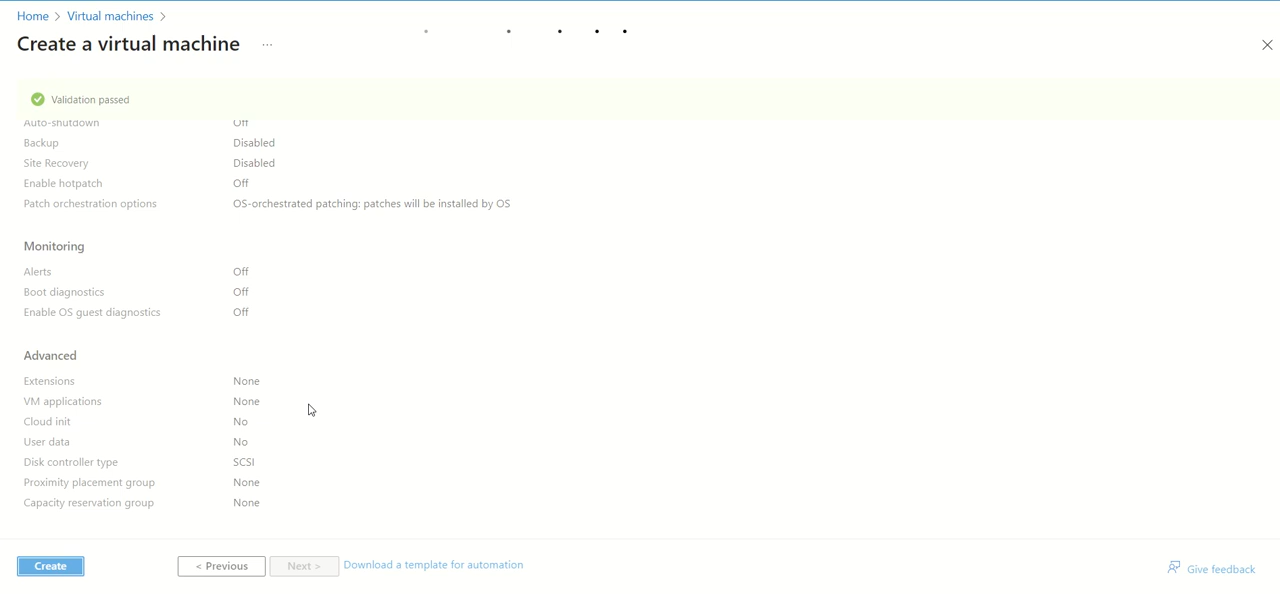 Home > Virtual machines >
Create a virtual machine ...
Validation passed
Auto-shutdown Off
Backup Disabled
Site Recovery Disabled
Enable hotpatch Off
Patch orchestration options OS-orchestrated patching: patches will be installed by OS
Monitoring
Alerts Off
Boot diagnostics Off
Enable OS guest diagnostics Off
Advanced
Extensions None
VM applications None
Cloud init No
User data No
Disk controller type SCSI
Proximity placement group None
Capacity reservation group None
Create < Previous Next > Download a template for automation Give feedback